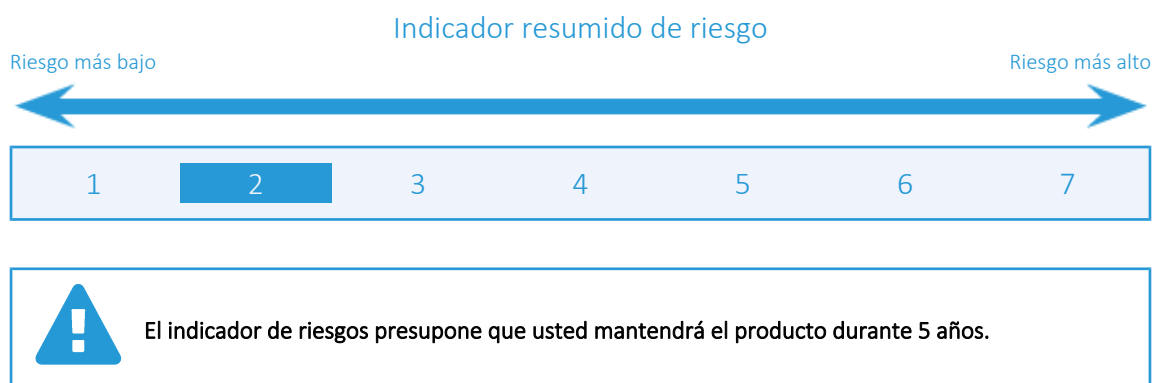 Indicador resumido de riesgo
Riesgo más bajo Riesgo más alto
1 2 3 4 5 6 7
El indicador de riesgos presupone que usted mantendrá el producto durante 5 años.